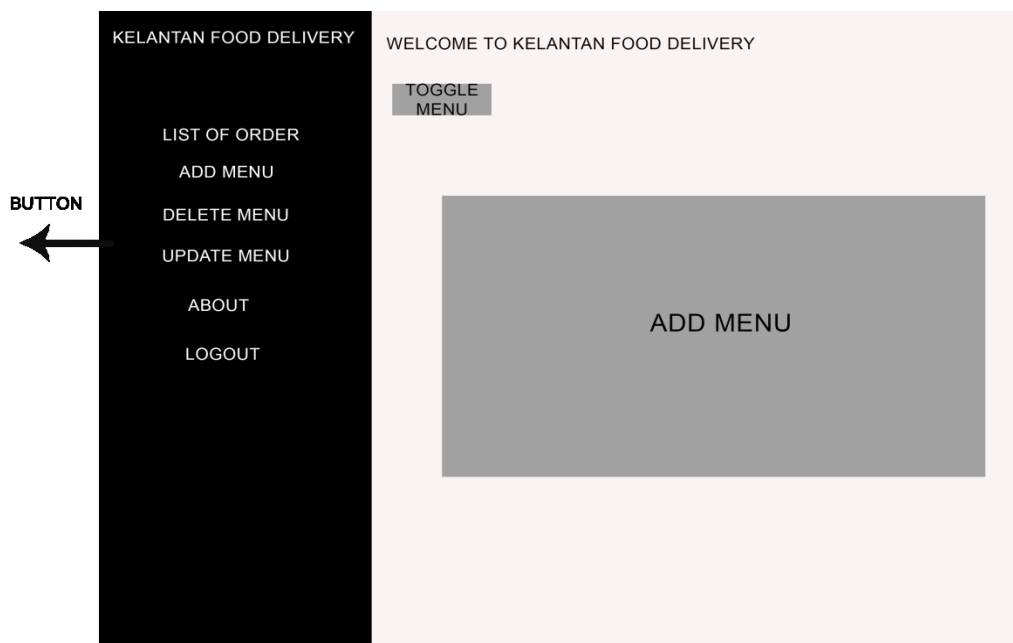 KELANTAN FOOD DELIVERY
LIST OF ORDER
ADD MENU
DELETE MENU
UPDATE MENU
ABOUT
LOGOUT
BUTTON
WELCOME TO KELANTAN FOOD DELIVERY
TOGGLE
MENU
ADD MENU